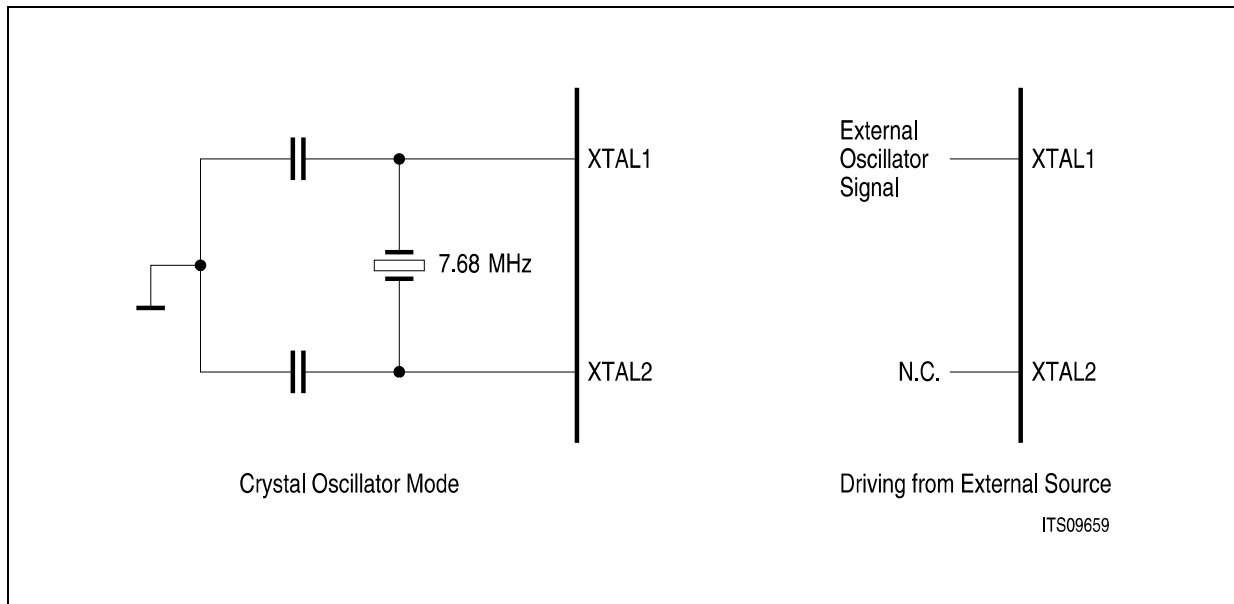 XTAL1
7.68 MHz
XTAL2
Crystal Oscillator Mode
External
Oscillator
Signal
XTAL1
N.C.
XTAL2
Driving from External Source
ITS09659